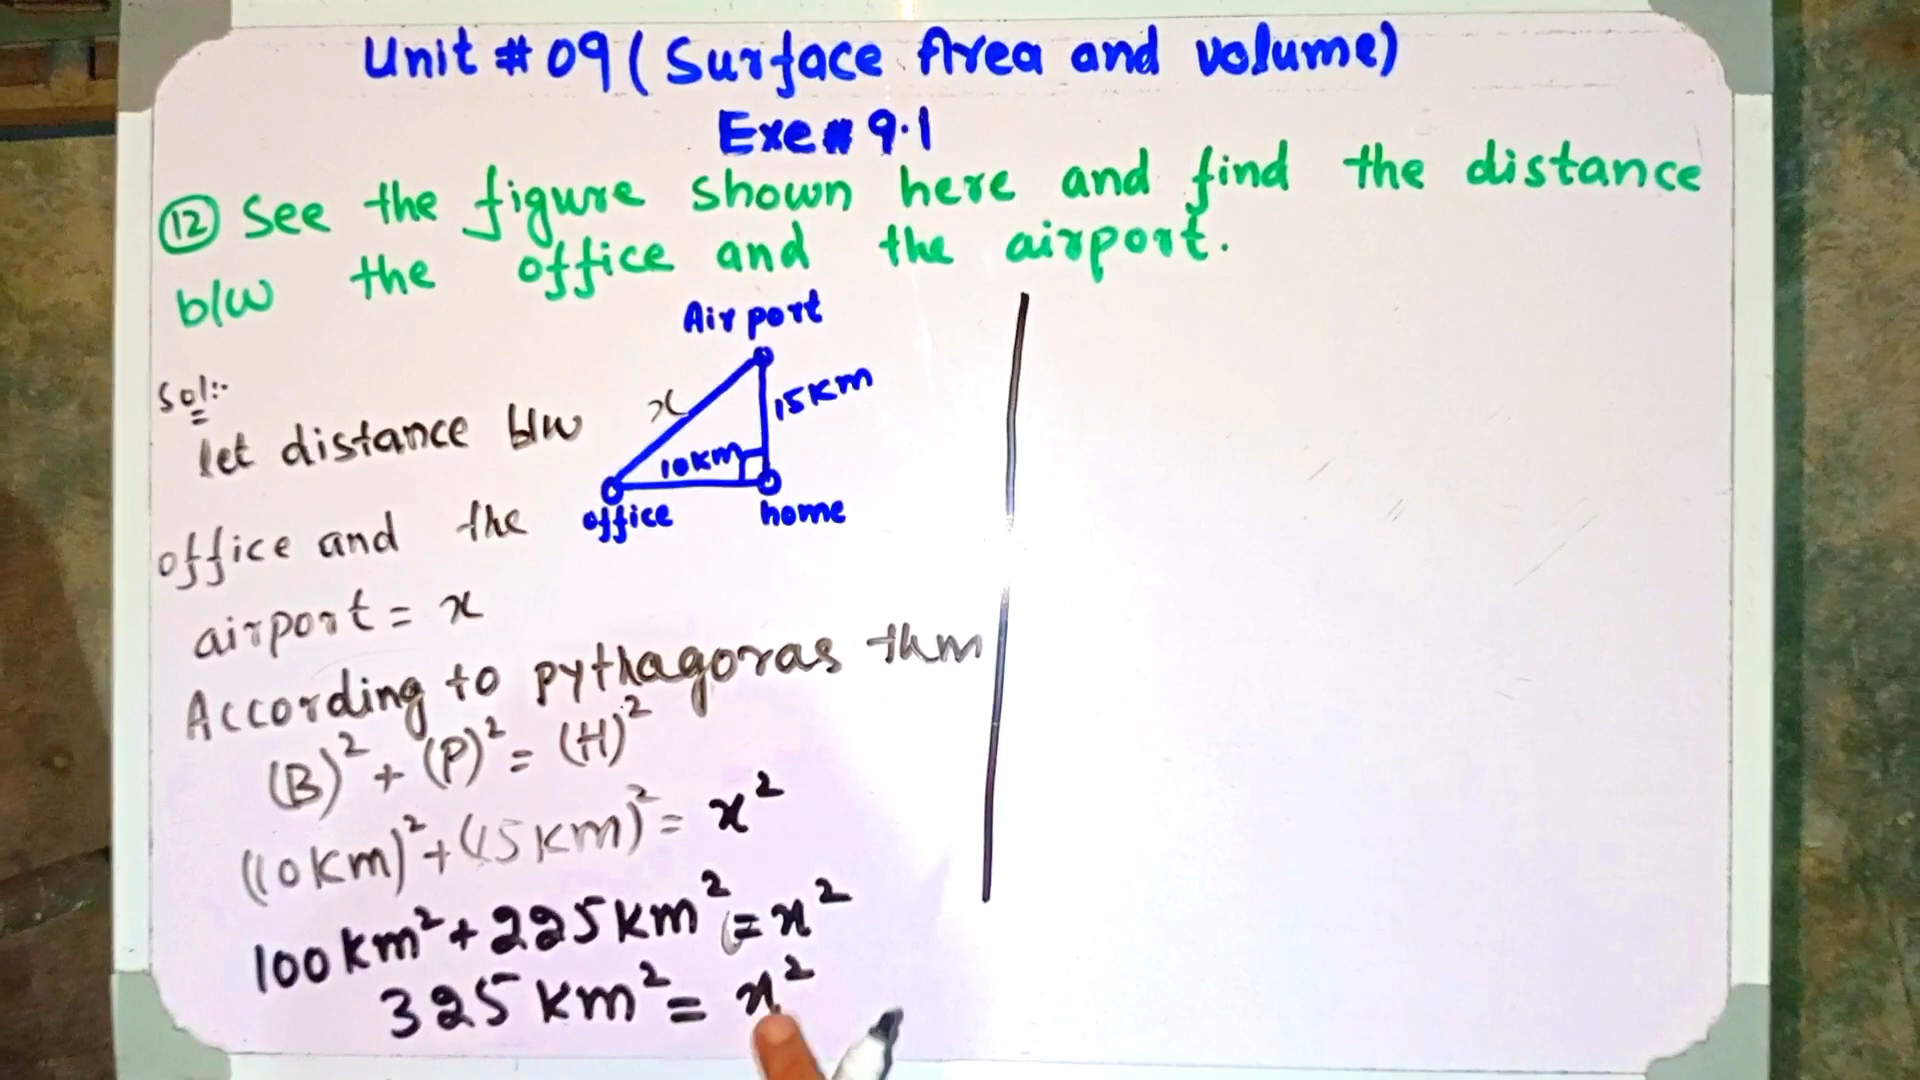 Unit # 09 (Surface Area and volume)
Exe # 9.1
12 See the figure shown here and find the distance
b/w the office and the airport.
Airport
x
15Km
10Km
office home
Sol:-
let distance b/w
office and the
airport = x
According to pythagoras thm
(B)² + (P)² = (H)²
(10Km)² + (15Km)² = x²
100km² + 225km² = x²
325km² = x²